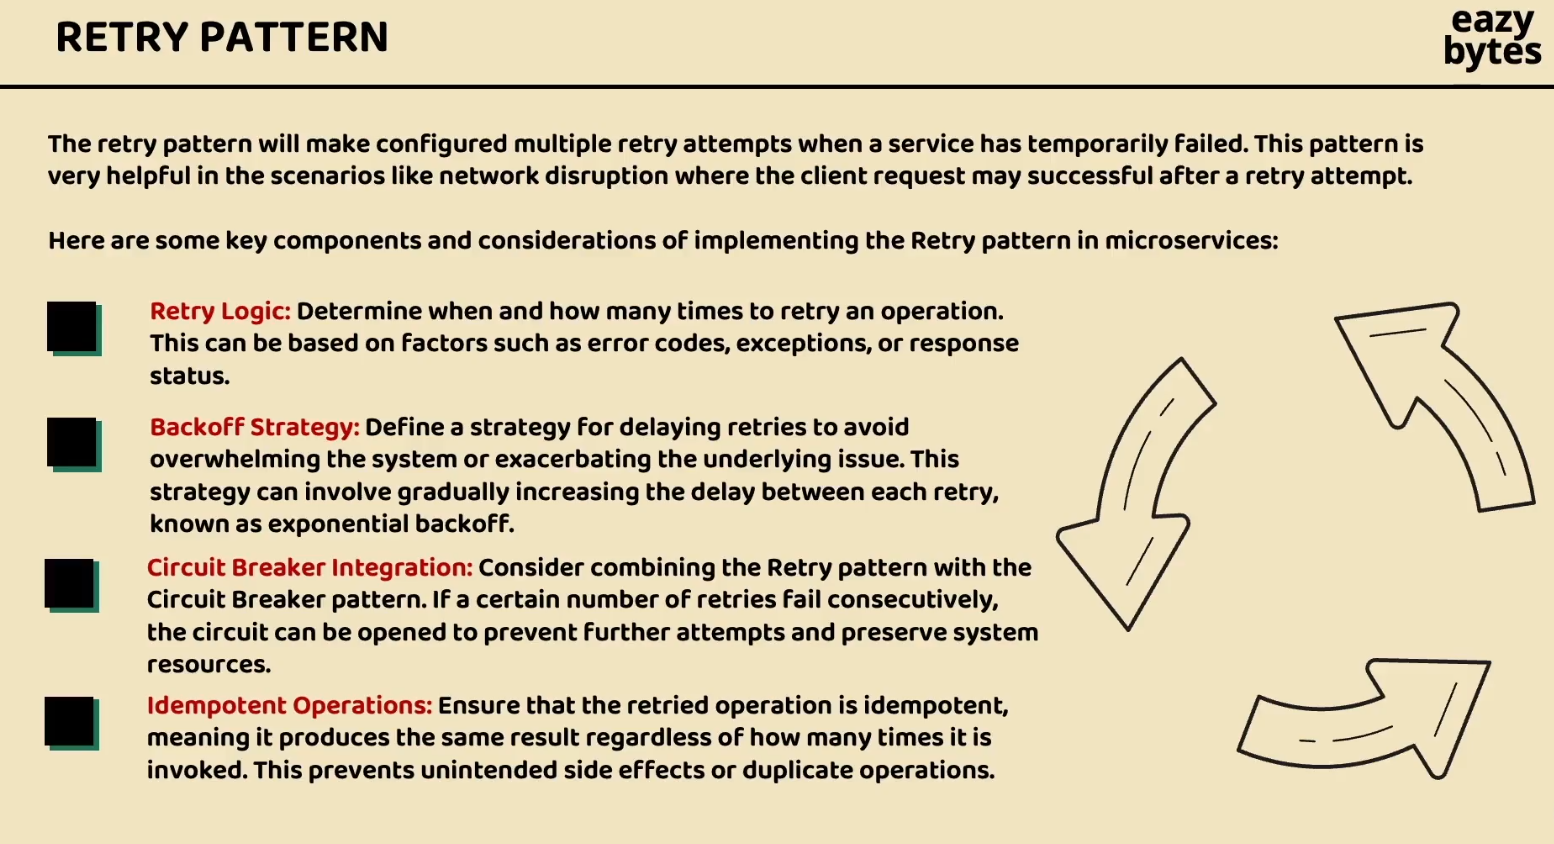 RETRY PATTERN
eazy
bytes
The retry pattern will make configured multiple retry attempts when a service has temporarily failed. This pattern is
very helpful in the scenarios like network disruption where the client request may successful after a retry attempt.
Here are some key components and considerations of implementing the Retry pattern in microservices:
Retry Logic: Determine when and how many times to retry an operation.
This can be based on factors such as error codes, exceptions, or response
status.
Backoff Strategy: Define a strategy for delaying retries to avoid
overwhelming the system or exacerbating the underlying issue. This
strategy can involve gradually increasing the delay between each retry,
known as exponential backoff.
Circuit Breaker Integration: Consider combining the Retry pattern with the
Circuit Breaker pattern. If a certain number of retries fail consecutively,
the circuit can be opened to prevent further attempts and preserve system
resources.
Idempotent Operations: Ensure that the retried operation is idempotent,
meaning it produces the same result regardless of how many times it is
invoked. This prevents unintended side effects or duplicate operations.